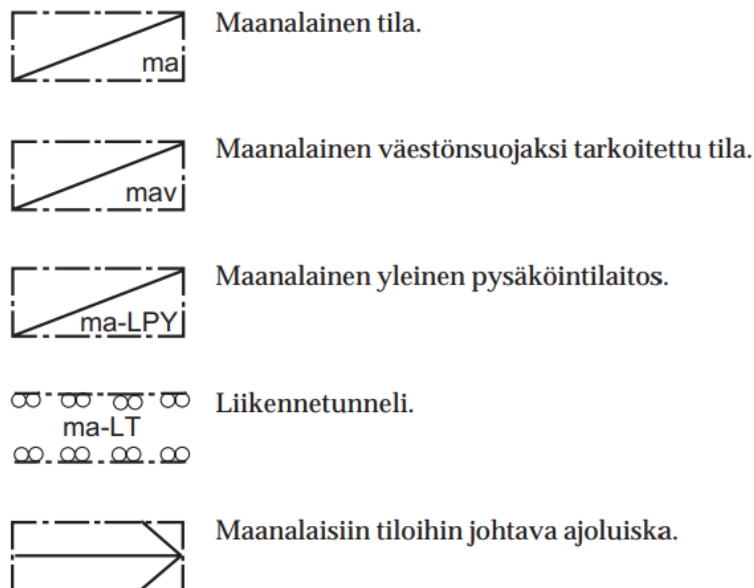 Maanalainen tila.
ma
Maanalainen väestönsuojaksi tarkoitettu tila.
mav
Maanalainen yleinen pysäköintilaitos.
ma-LPY
Liikennetunneli.
ma-LT
Maanalaisiin tiloihin johtava ajoluiska.